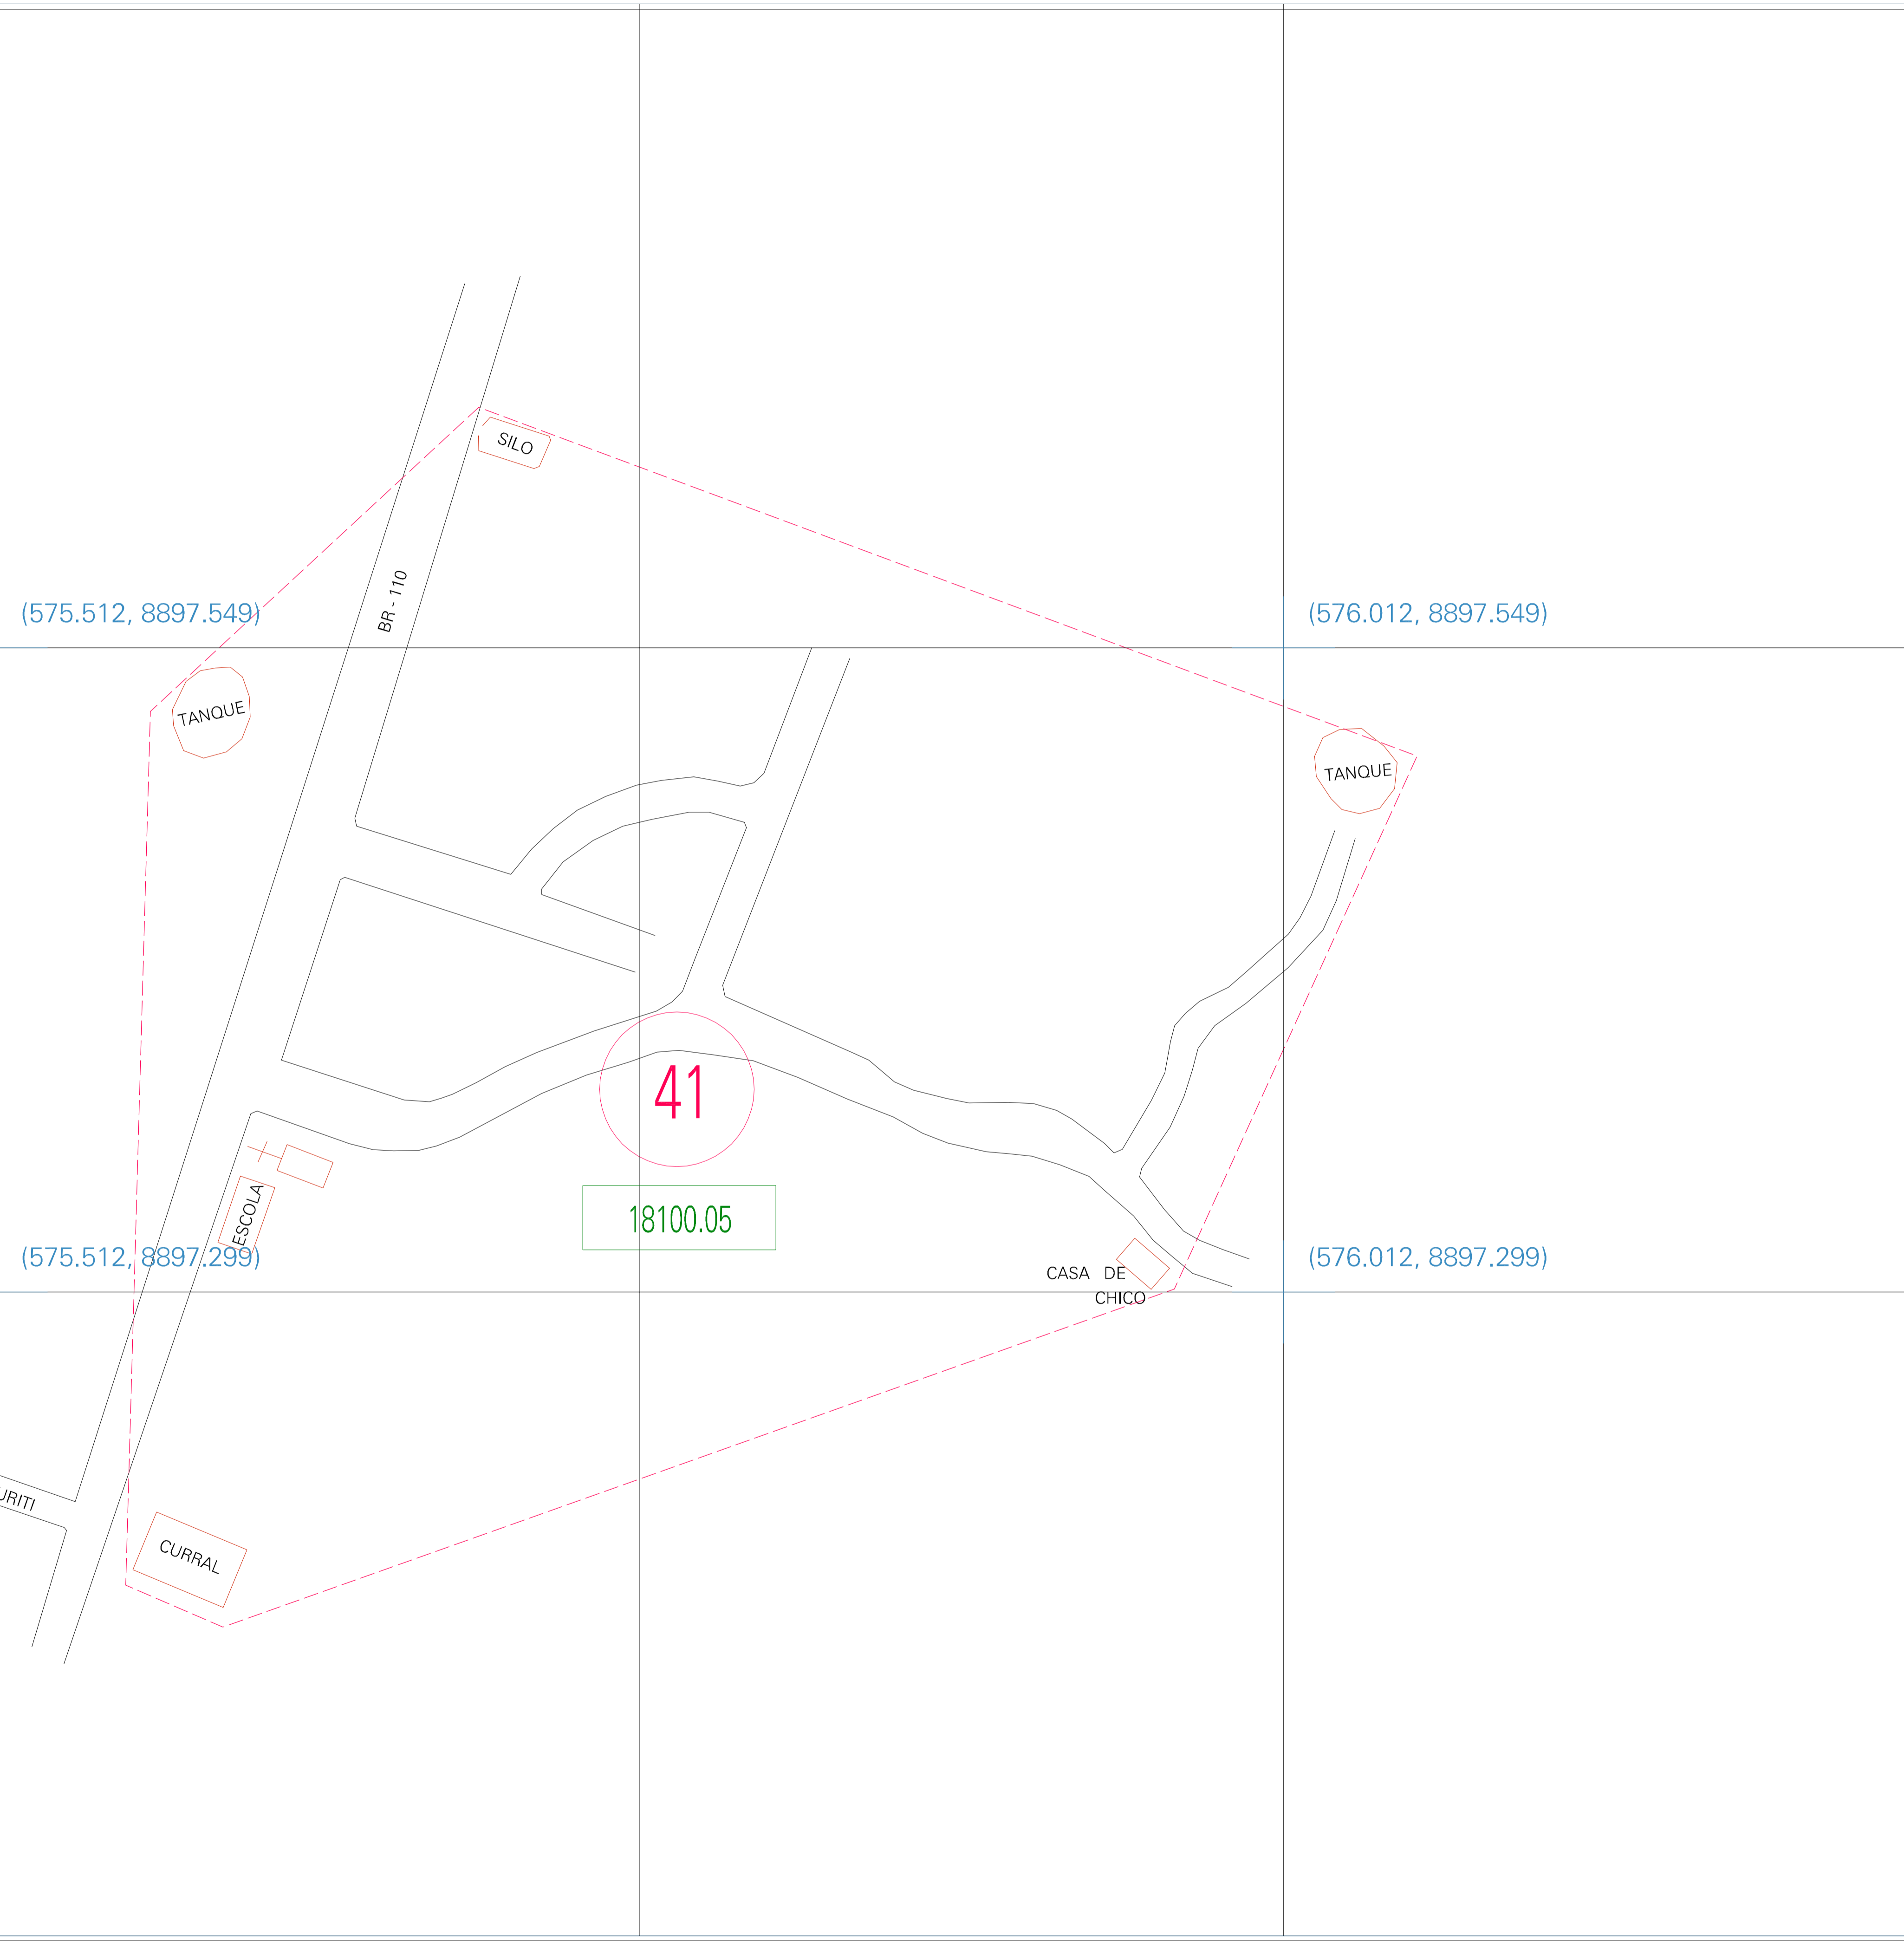 SILO
BR - 110
(575.512, 8897.549)
(576.012, 8897.549)
TANQUE
TANQUE
41
18100.05
ESCOLA
(575.512, 8897.299)
(576.012, 8897.299)
CASA DE
CHICO
URITI
CURRAL